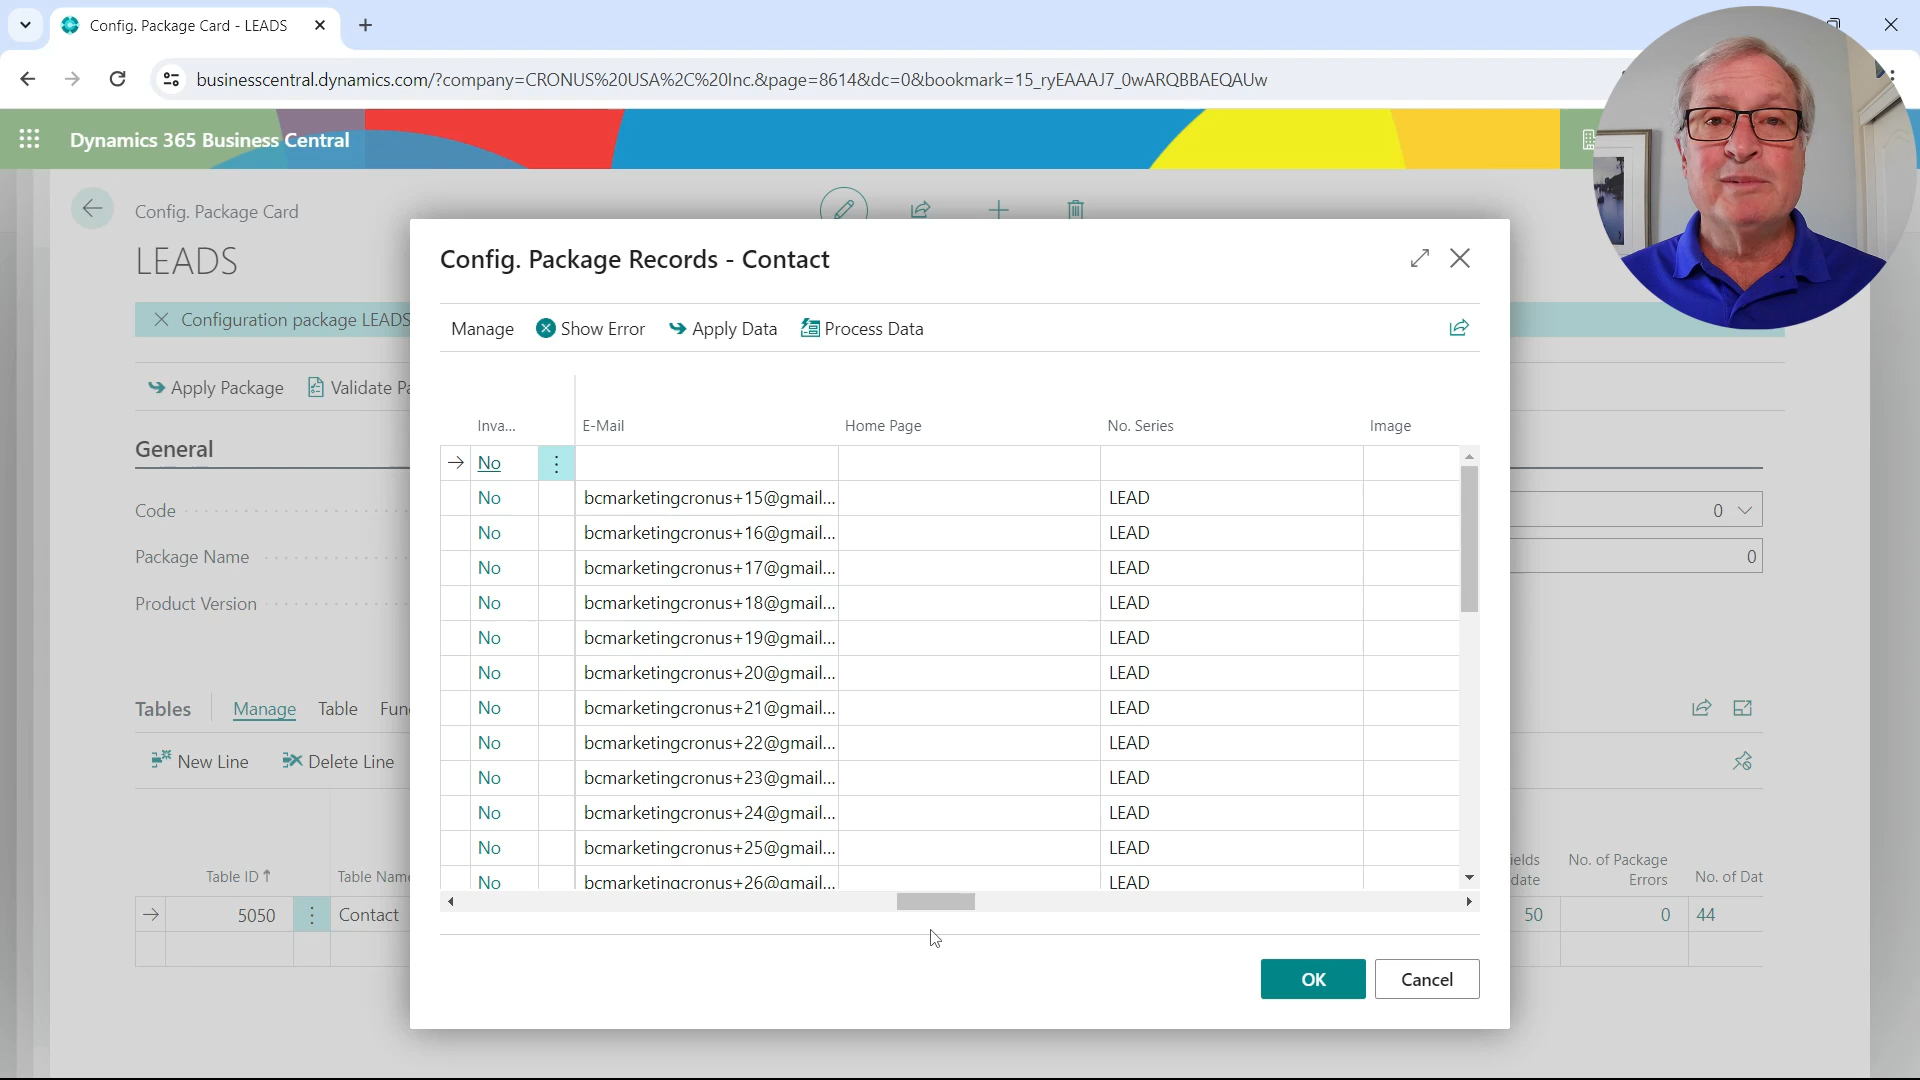 Config. Package Card - LEADS
businesscentral.dynamics.com/?company=CRONUS%20USA%2C%20Inc.&page=8614&dc=0&bookmark=15_ryEAAAJ7_0wARQBBAEQAUw
Dynamics 365 Business Central
Config. Package Card
LEADS
Configuration package LEADS
Apply Package Validate Pa
General
Code 0
Package Name 0
Product Version
Tables Manage Table Fun
New Line Delete Line
Table ID Table Name
ields date No. of Package Errors No. of Dat
5050 Contact 50 0 44
Config. Package Records - Contact
Manage Show Error Apply Data Process Data
Inva... E-Mail Home Page No. Series Image
No
No bcmarketingcronus+15@gmail... LEAD
No bcmarketingcronus+16@gmail... LEAD
No bcmarketingcronus+17@gmail... LEAD
No bcmarketingcronus+18@gmail... LEAD
No bcmarketingcronus+19@gmail... LEAD
No bcmarketingcronus+20@gmail... LEAD
No bcmarketingcronus+21@gmail... LEAD
No bcmarketingcronus+22@gmail... LEAD
No bcmarketingcronus+23@gmail... LEAD
No bcmarketingcronus+24@gmail... LEAD
No bcmarketingcronus+25@gmail... LEAD
No bcmarketingcronus+26@gmail... LEAD
OK Cancel